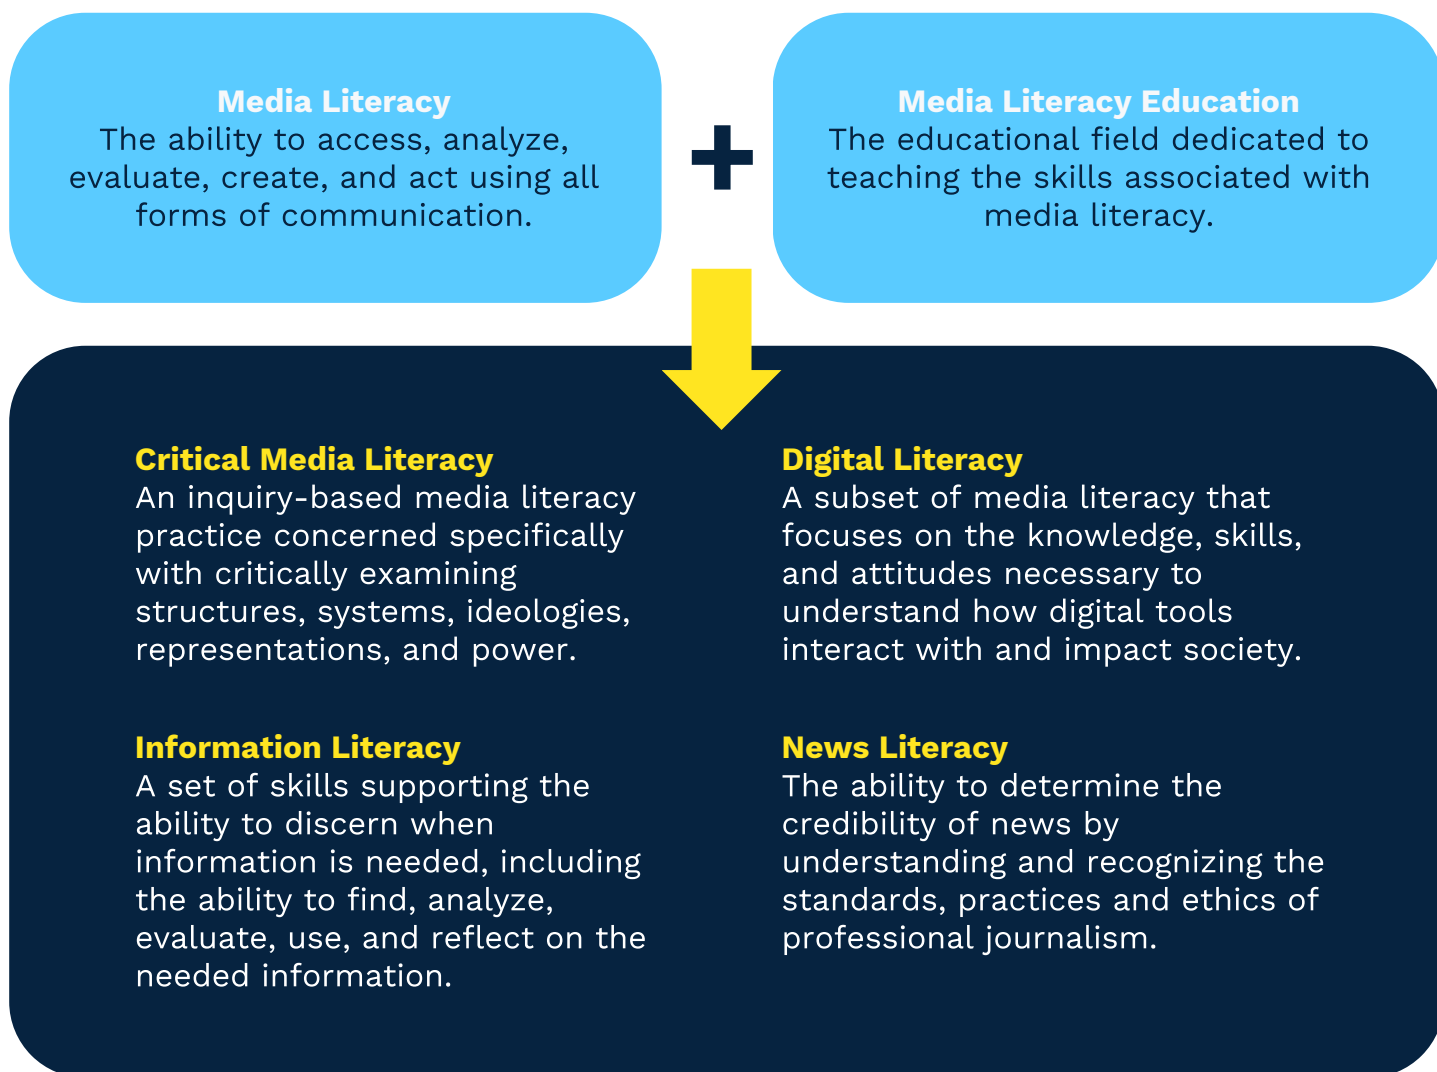 Media Literacy
The ability to access, analyze,
evaluate, create, and act using all
forms of communication.
+
Media Literacy Education
The educational field dedicated to
teaching the skills associated with
media literacy.
Critical Media Literacy
An inquiry-based media literacy
practice concerned specifically
with critically examining
structures, systems, ideologies,
representations, and power.
Digital Literacy
A subset of media literacy that
focuses on the knowledge, skills,
and attitudes necessary to
understand how digital tools
interact with and impact society.
Information Literacy
A set of skills supporting the
ability to discern when
information is needed, including
the ability to find, analyze,
evaluate, use, and reflect on the
needed information.
News Literacy
The ability to determine the
credibility of news by
understanding and recognizing the
standards, practices and ethics of
professional journalism.